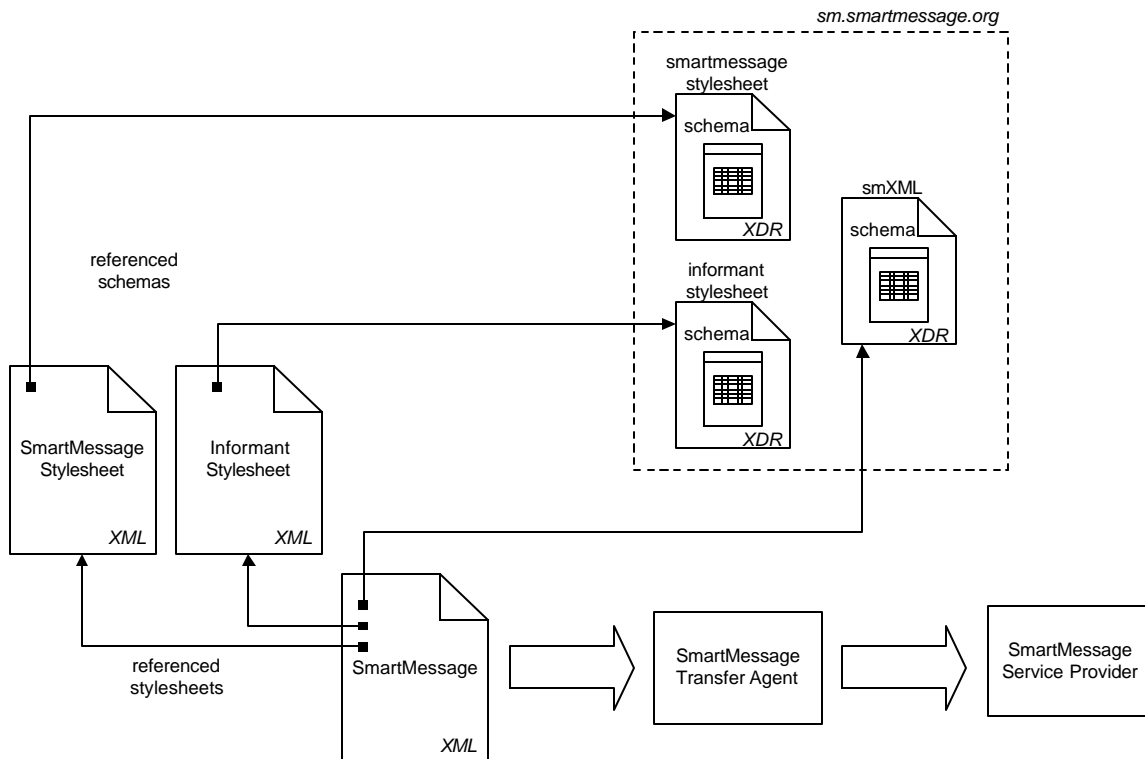 sm.smartmessage.org
smartmessage
stylesheet
schema
XDR
smXML
schema
XDR
referenced
schemas
informant
stylesheet
schema
XDR
SmartMessage
Stylesheet
XML
Informant
Stylesheet
XML
referenced
stylesheets
SmartMessage
XML
SmartMessage
Transfer Agent
SmartMessage
Service Provider